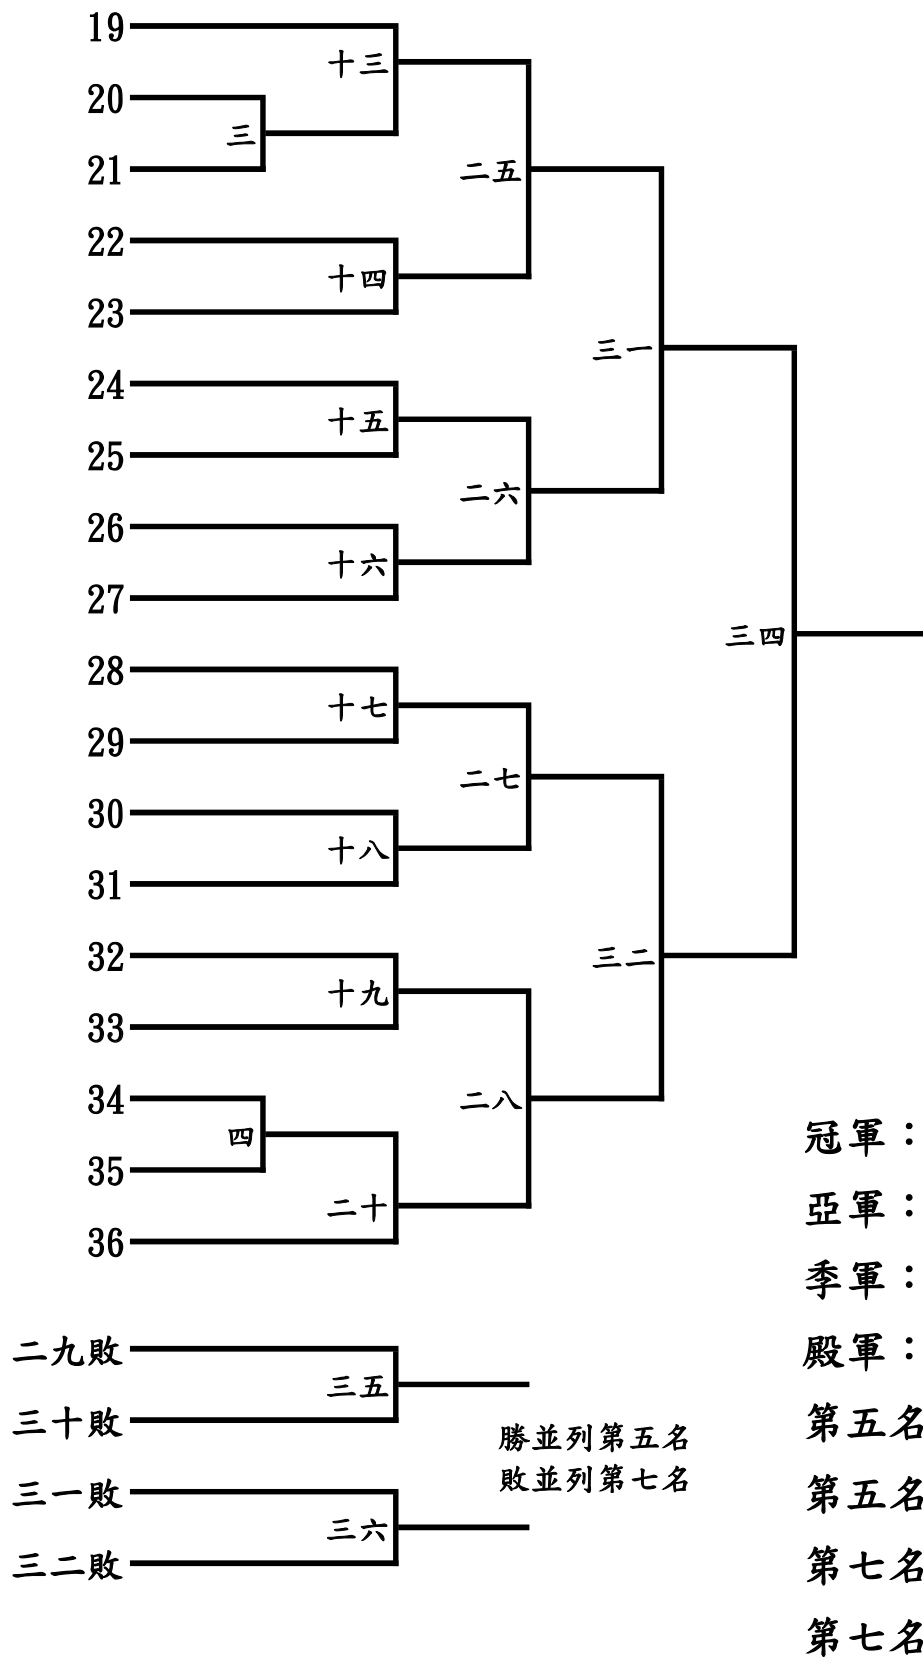 19
十三
20
三
21
二五
22
十四
23
三一
24
十五
25
二六
26
十六
27
三四
28
十七
29
二七
30
十八
31
三二
32
十九
33
二八
34
四
35
二十
36
冠軍：
亞軍：
季軍：
殿軍：
二九敗
三五
三十敗
勝並列第五名
敗並列第七名
三一敗
三六
三二敗
第五名
第五名
第七名
第七名